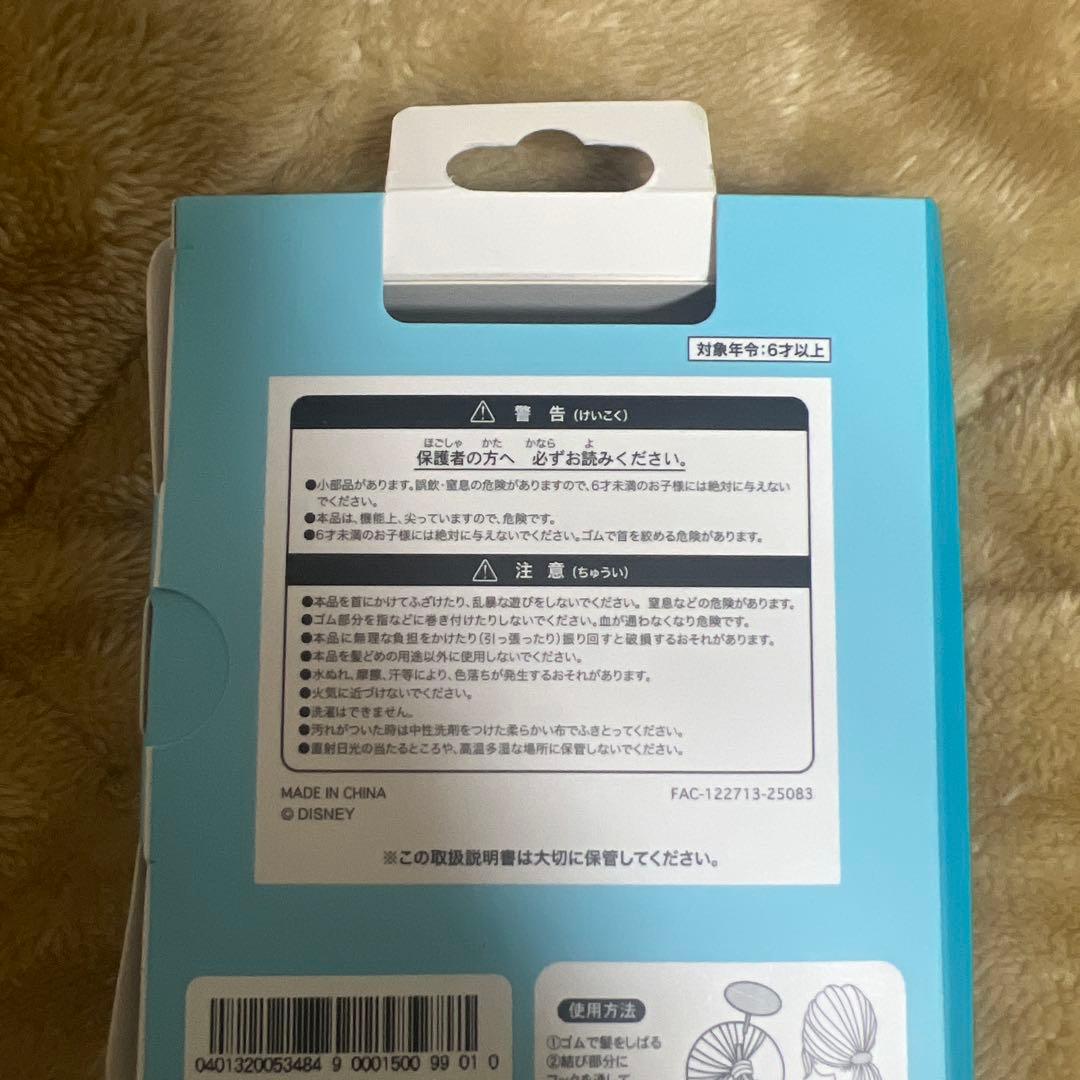 対象年令:6才以上
⚠ 警 告 (けいこく)
ほごしゃ かた かなら よ
保護者の方へ 必ずお読みください。
●小部品があります。誤飲・窒息の危険がありますので、6才未満のお子様には絶対に与えない
でください。
●本品は、機能上、尖っていますので、危険です。
●6才未満のお子様には絶対に与えないでください。ゴムで首を絞める危険があります。
⚠ 注 意 (ちゅうい)
●本品を首にかけてふざけたり、乱暴な遊びをしないでください。窒息などの危険があります。
●ゴム部分を指などに巻き付けたりしないでください。血が通わなくなり危険です。
●本品に無理な負担をかけたり(引っ張ったり)振り回すと破損するおそれがあります。
●本品を髪どめの用途以外に使用しないでください。
●水ぬれ、摩擦、汗等により、色落ちが発生するおそれがあります。
●火気に近づけないでください。
●洗濯はできません。
●汚れがついた時は中性洗剤をつけた柔らかい布でふきとってください。
●直射日光の当たるところや、高温多湿な場所に保管しないでください。
MADE IN CHINA
FAC-122713-25083
© DISNEY
※この取扱説明書は大切に保管してください。
0401320053484 9 0001500 99 01 0
使用方法
①ゴムで髪をしばる
②結び部分に
フックを通して